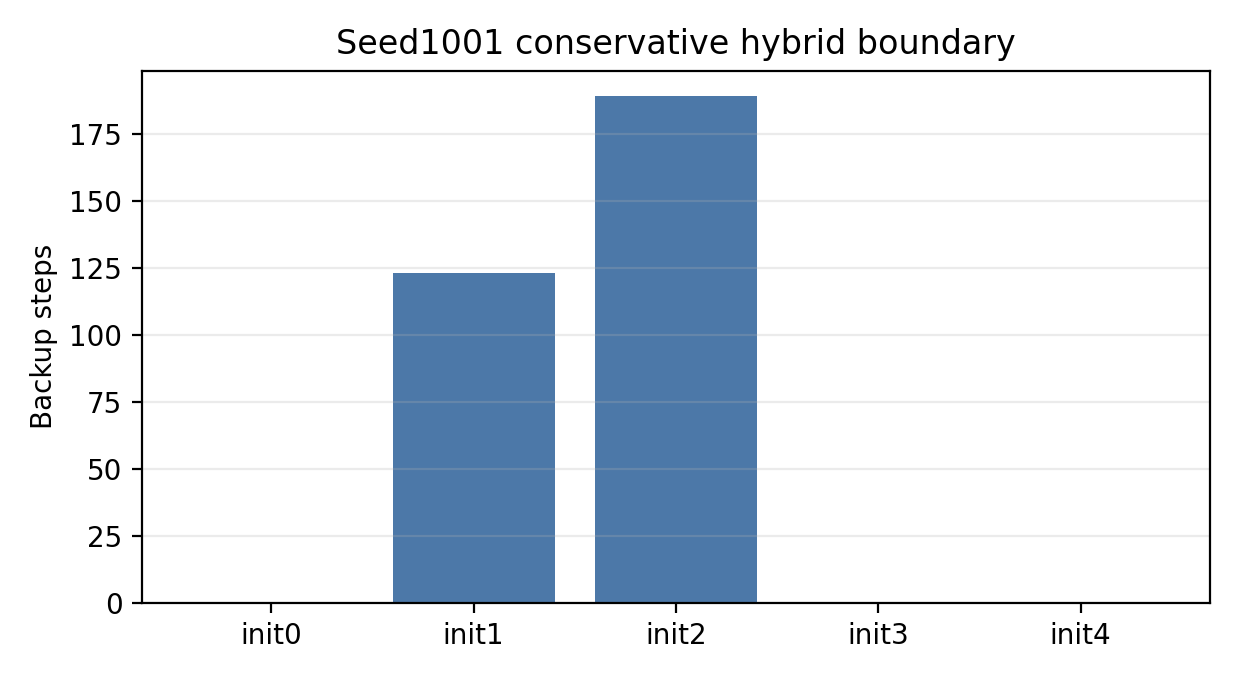 Seed1001 conservative hybrid boundary
Backup steps
175
150
125
100
75
50
25
0
init0 init1 init2 init3 init4